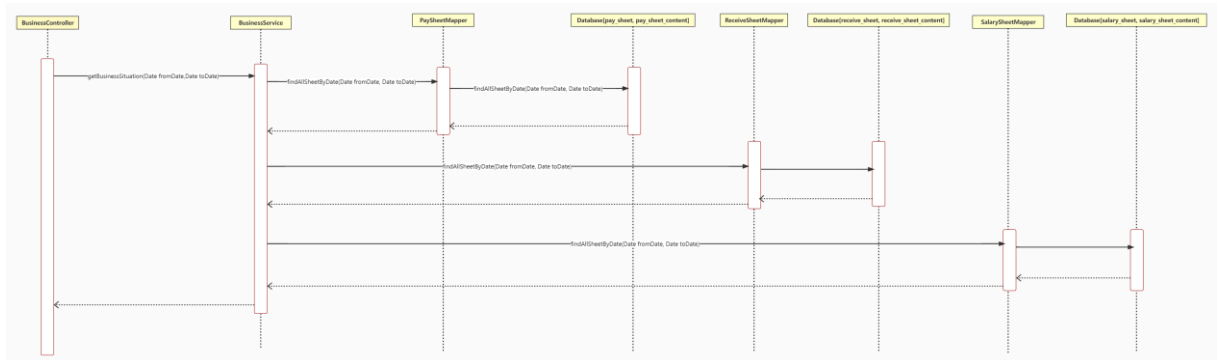 BusinessController
BusinessService
PaySheetMapper
Database(pay_sheet, pay_sheet_content)
ReceiveSheetMapper
Database(receive_sheet, receive_sheet_content)
SalarySheetMapper
Database(salary_sheet, salary_sheet_content)
getBusinessSituation(Date fromDate,Date toDate)
findAllSheetByDate(Date fromDate, Date toDate)
findAllSheetByDate(Date fromDate, Date toDate)
findAllSheetByDate(Date fromDate, Date toDate)
findAllSheetByDate(Date fromDate, Date toDate)